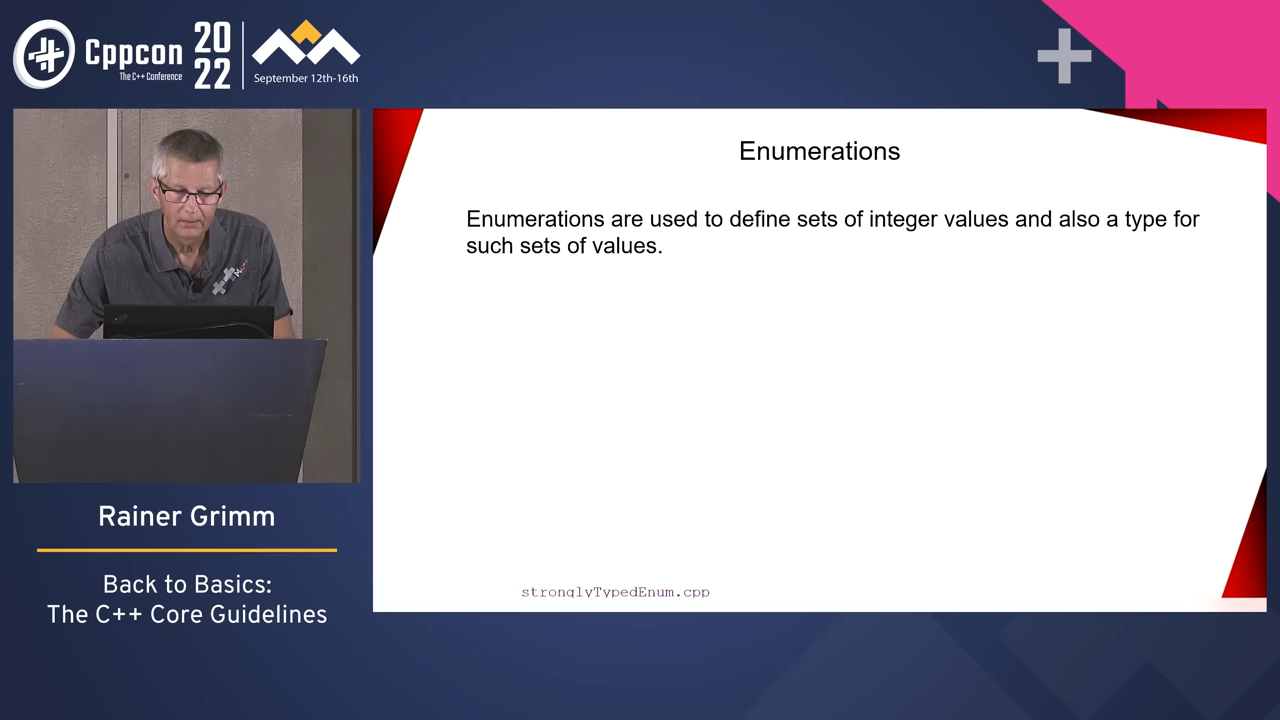 Cppcon
The C++ Conference
20
22
September 12th-16th
Enumerations
Enumerations are used to define sets of integer values and also a type for
such sets of values.
stronglyTypedEnum.cpp
Rainer Grimm
Back to Basics:
The C++ Core Guidelines